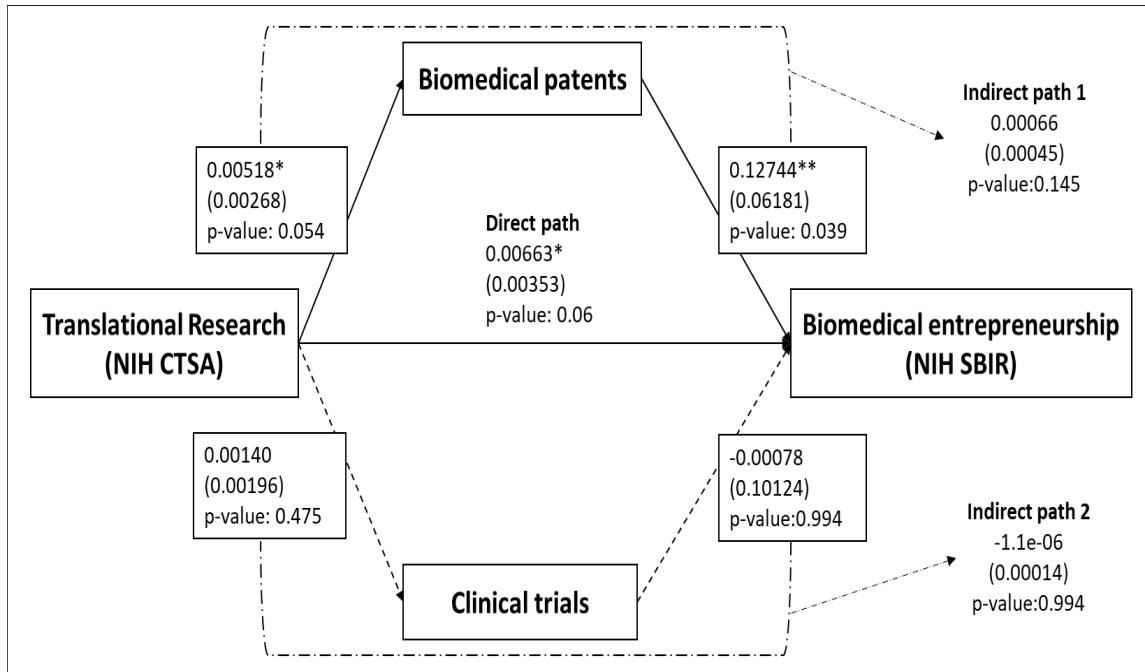 Biomedical patents
Indirect path 1
0.00066
(0.00045)
p-value:0.145
0.00518*
(0.00268)
p-value: 0.054
0.12744**
(0.06181)
p-value: 0.039
Direct path
0.00663*
(0.00353)
p-value: 0.06
Translational Research
(NIH CTSA)
Biomedical entrepreneurship
(NIH SBIR)
0.00140
(0.00196)
p-value: 0.475
-0.00078
(0.10124)
p-value:0.994
Indirect path 2
-1.1e-06
(0.00014)
p-value:0.994
Clinical trials